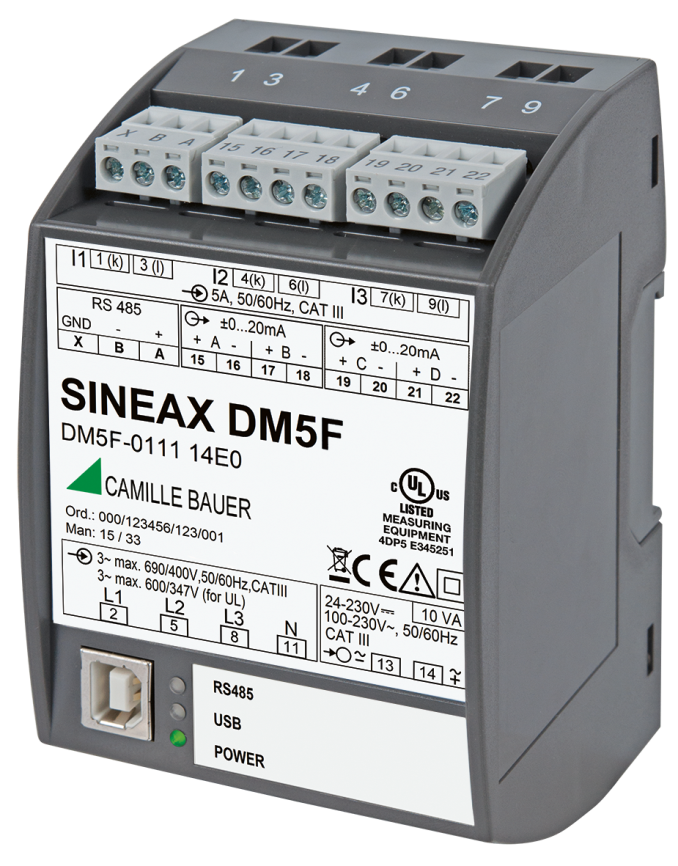 1 3 4 6 7 9
X B A 15 16 17 18 19 20 21 22
I1 1 (k) 3 (l) I2 4(k) 6(l) I3 7(k) 9(l)
5A, 50/60Hz, CAT III
RS 485 ±0...20mA ±0...20mA
GND - + + A - + B - + C - + D -
X B A 15 16 17 18 19 20 21 22
SINEAX DM5F
DM5F-0111 14E0
CAMILLE BAUER
Ord.: 000/123456/123/001
Man: 15 / 33
C UL US
LISTED
MEASURING
EQUIPMENT
4DP5 E345251
CE
3~ max. 690/400V,50/60Hz,CATIII
3~ max. 600/347V (for UL)
L1 L2 L3 N
2 5 8 11
24-230V⎓ 10 VA
100-230V~, 50/60Hz
CAT III
13 14
RS485
USB
POWER